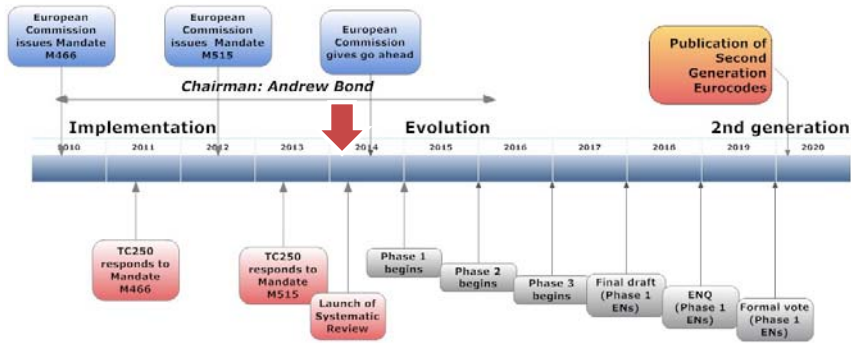 European
Commission
issues Mandate
M466
European
Commission
issues Mandate
M515
European
Commission
gives go ahead
Publication of
Second
Generation
Eurocodes
Chairman: Andrew Bond
Implementation
Evolution
2nd generation
2010 2011 2012 2013 2014 2015 2016 2017 2018 2019 2020
TC250
responds to
Mandate
M466
TC250
responds to
Mandate
M515
Launch of
Systematic
Review
Phase 1
begins
Phase 2
begins
Phase 3
begins
Final draft
(Phase 1
ENs)
ENQ
(Phase 1
ENs)
Formal vote
(Phase 1
ENs)